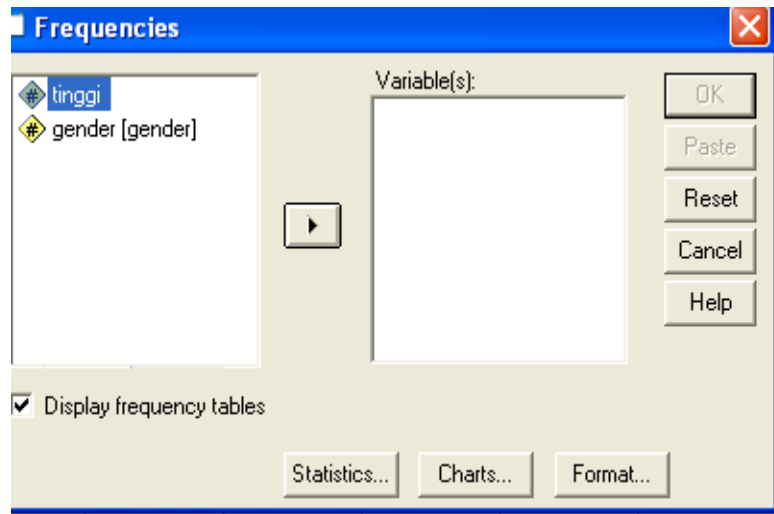 Frequencies
tinggi
gender [gender]
Variable(s):
OK
Paste
Reset
Cancel
Help
Display frequency tables
Statistics...
Charts...
Format...